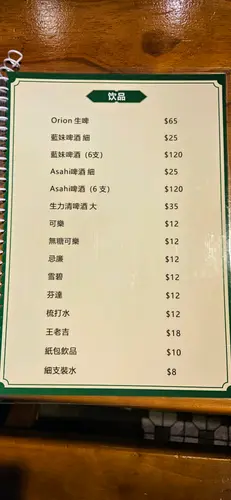 饮品
Orion 生啤 $65
藍妹啤酒 細 $25
藍妹啤酒 (6支) $120
Asahi啤酒 細 $25
Asahi啤酒 (6 支) $120
生力清啤酒 大 $35
可樂 $12
無糖可樂 $12
忌廉 $12
雪碧 $12
芬達 $12
梳打水 $12
王老吉 $18
紙包飲品 $10
細支裝水 $8